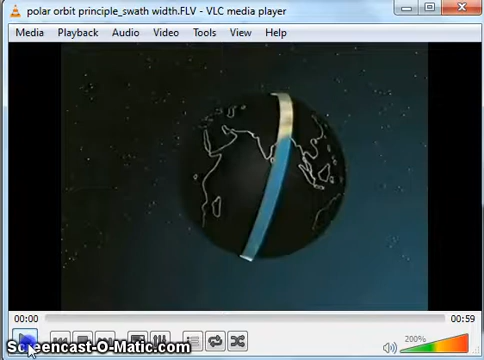 polar orbit principle_swath width.FLV - VLC media player
Media Playback Audio Video Tools View Help
00:00 00:59
200%
Screencast-O-Matic.com